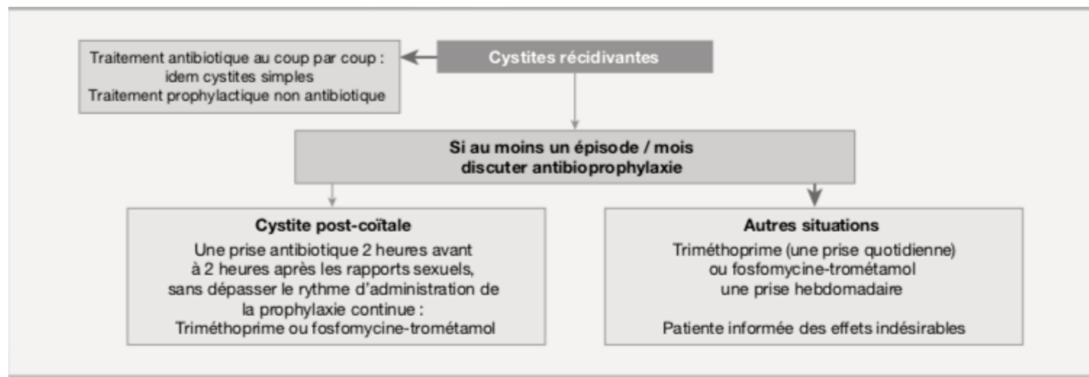 Cystites récidivantes
Traitement antibiotique au coup par coup :
idem cystites simples
Traitement prophylactique non antibiotique
Si au moins un épisode / mois
discuter antibioprophylaxie
Cystite post-coïtale
Une prise antibiotique 2 heures avant
à 2 heures après les rapports sexuels,
sans dépasser le rythme d'administration de
la prophylaxie continue :
Triméthoprime ou fosfomycine-trométamol
Autres situations
Triméthoprime (une prise quotidienne)
ou fosfomycine-trométamol
une prise hebdomadaire
Patiente informée des effets indésirables